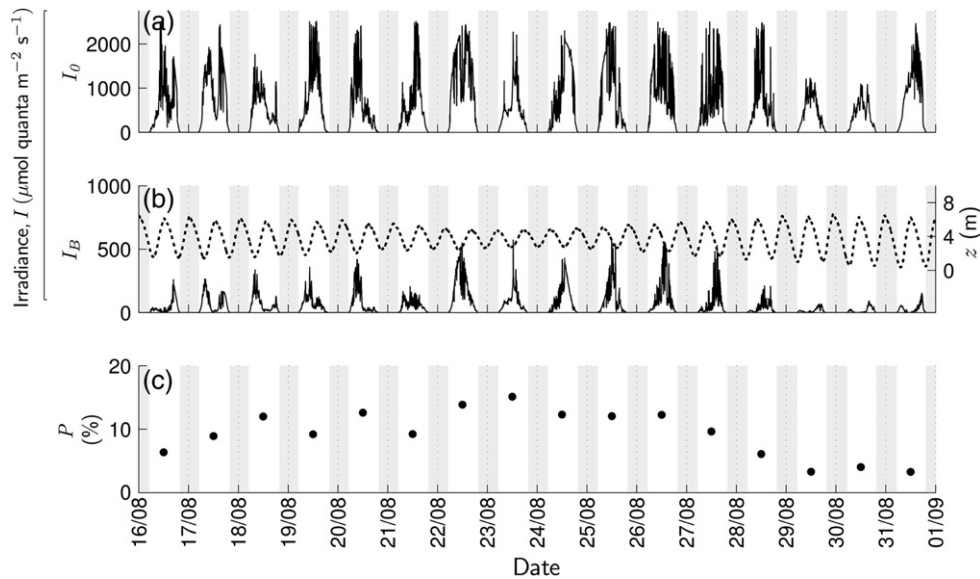 Irradiance, I (μmol quanta m⁻² s⁻¹)
(a)
I₀
2000
1000
0
(b)
I_B
1000
500
0
8
4
0
z (m)
(c)
P
(%)
20
10
0
16/08 17/08 18/08 19/08 20/08 21/08 22/08 23/08 24/08 25/08 26/08 27/08 28/08 29/08 30/08 31/08 01/09
Date